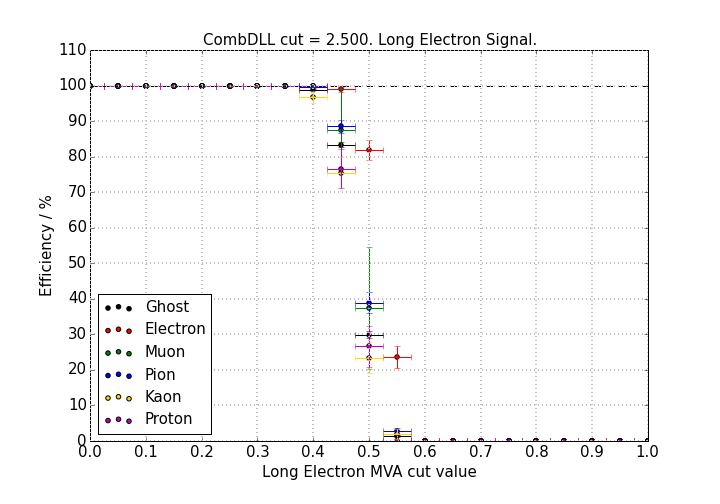 CombDLL cut = 2.500. Long Electron Signal.
110
100
90
80
70
60
50
40
30
20
10
0
Efficiency / %
Ghost
Electron
Muon
Pion
Kaon
Proton
0.0 0.1 0.2 0.3 0.4 0.5 0.6 0.7 0.8 0.9 1.0
Long Electron MVA cut value